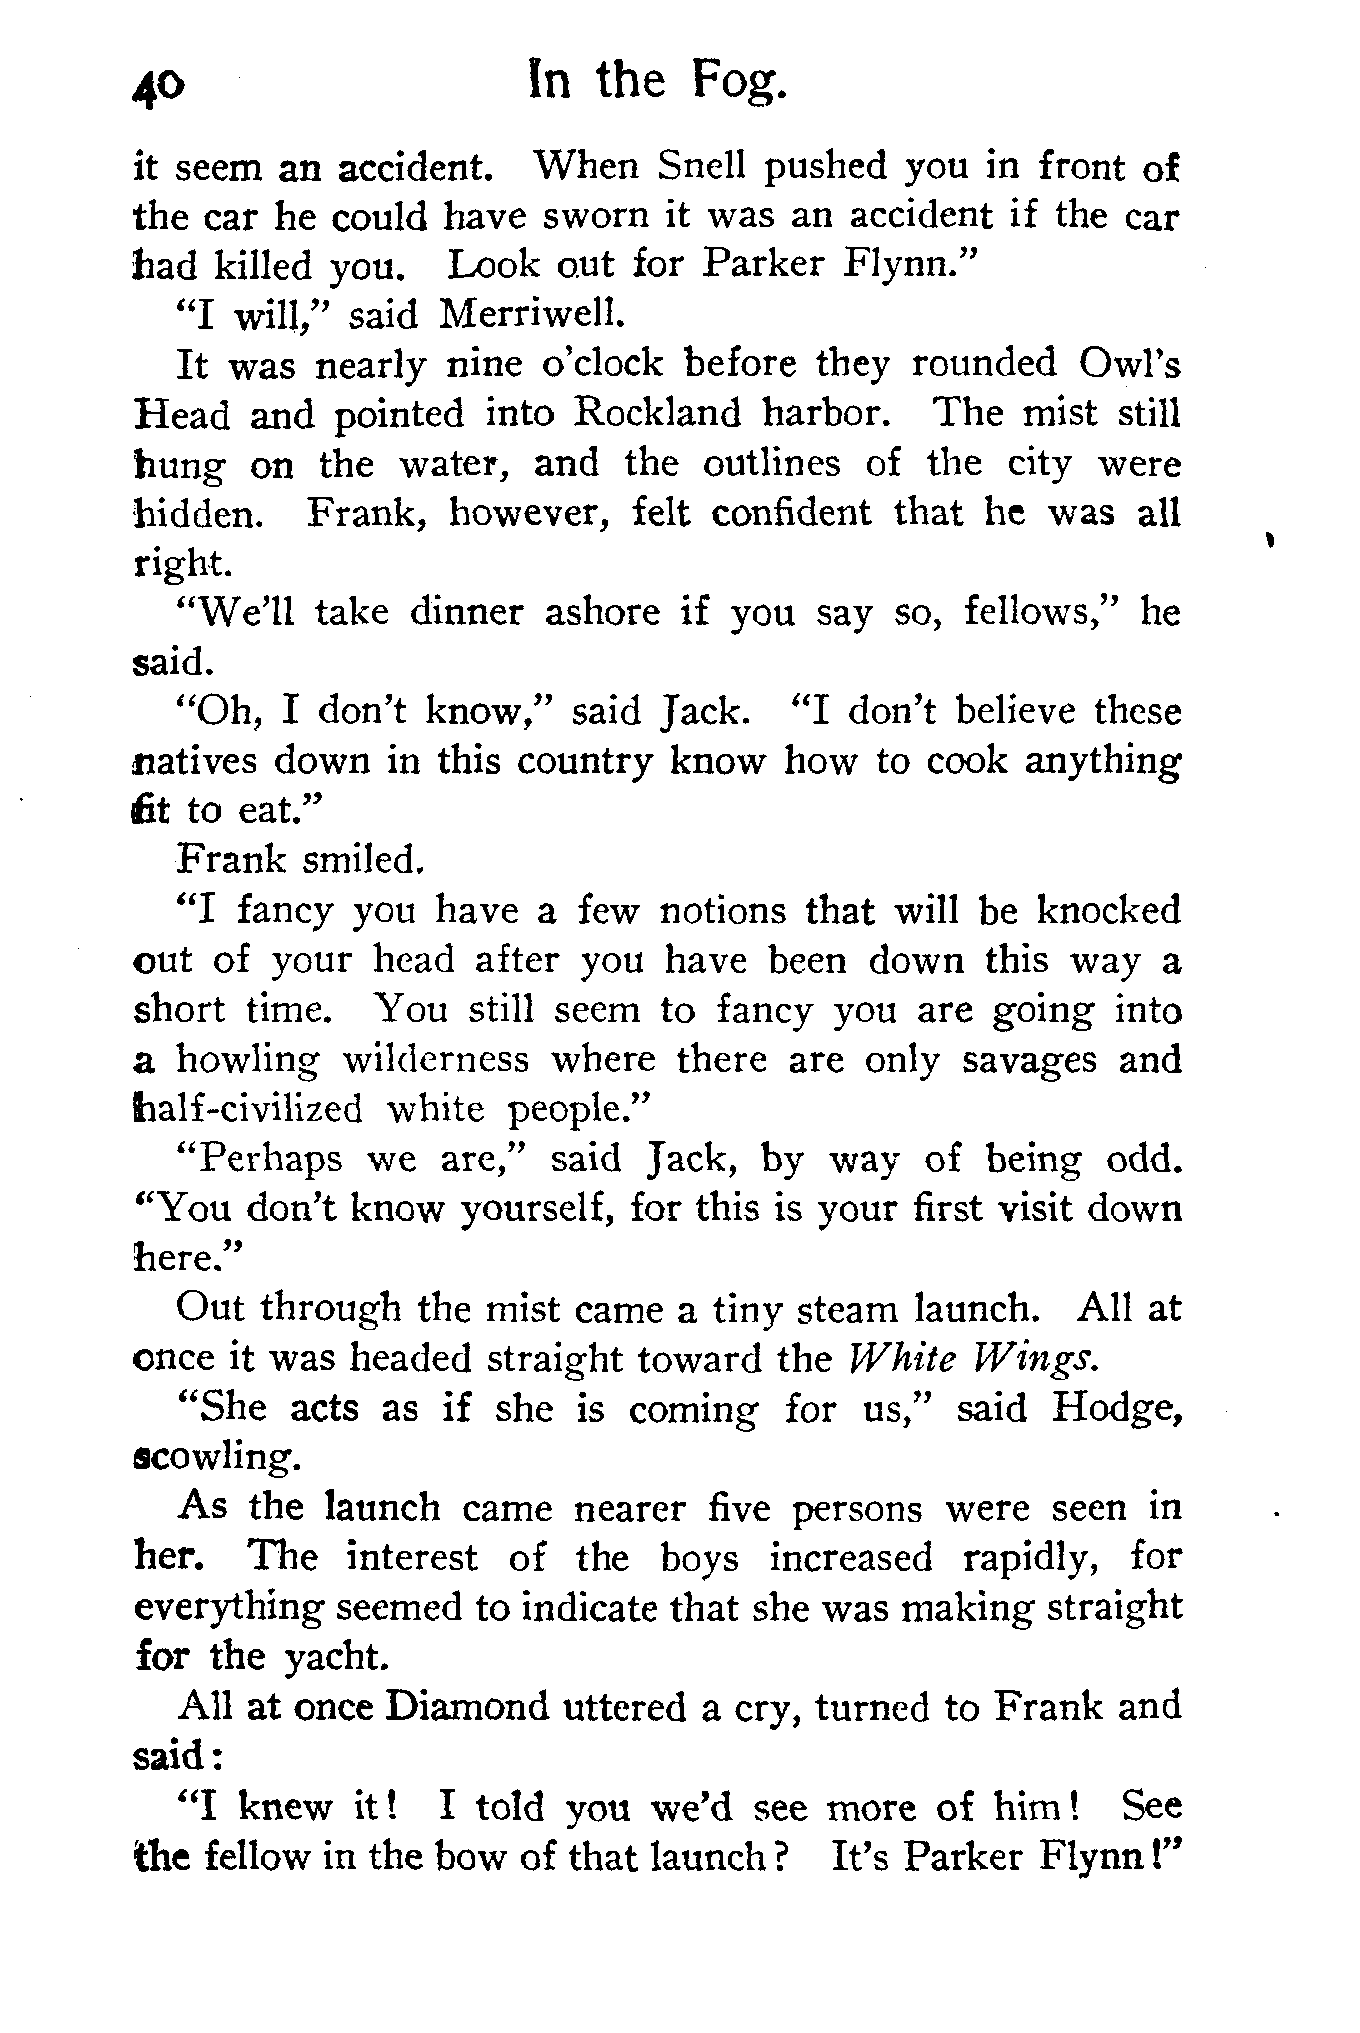 40 In the Fog.
it seem an accident. When Snell pushed you in front of
the car he could have sworn it was an accident if the car
had killed you. Look out for Parker Flynn."
"I will," said Merriwell.
It was nearly nine o'clock before they rounded Owl's
Head and pointed into Rockland harbor. The mist still
hung on the water, and the outlines of the city were
hidden. Frank, however, felt confident that he was all
right.
"We'll take dinner ashore if you say so, fellows," he
said.
"Oh, I don't know," said Jack. "I don't believe these
natives down in this country know how to cook anything
fit to eat."
Frank smiled.
"I fancy you have a few notions that will be knocked
out of your head after you have been down this way a
short time. You still seem to fancy you are going into
a howling wilderness where there are only savages and
half-civilized white people."
"Perhaps we are," said Jack, by way of being odd.
"You don't know yourself, for this is your first visit down
here."
Out through the mist came a tiny steam launch. All at
once it was headed straight toward the White Wings.
"She acts as if she is coming for us," said Hodge,
scowling.
As the launch came nearer five persons were seen in
her. The interest of the boys increased rapidly, for
everything seemed to indicate that she was making straight
for the yacht.
All at once Diamond uttered a cry, turned to Frank and
said:
"I knew it! I told you we'd see more of him! See
the fellow in the bow of that launch? It's Parker Flynn!"